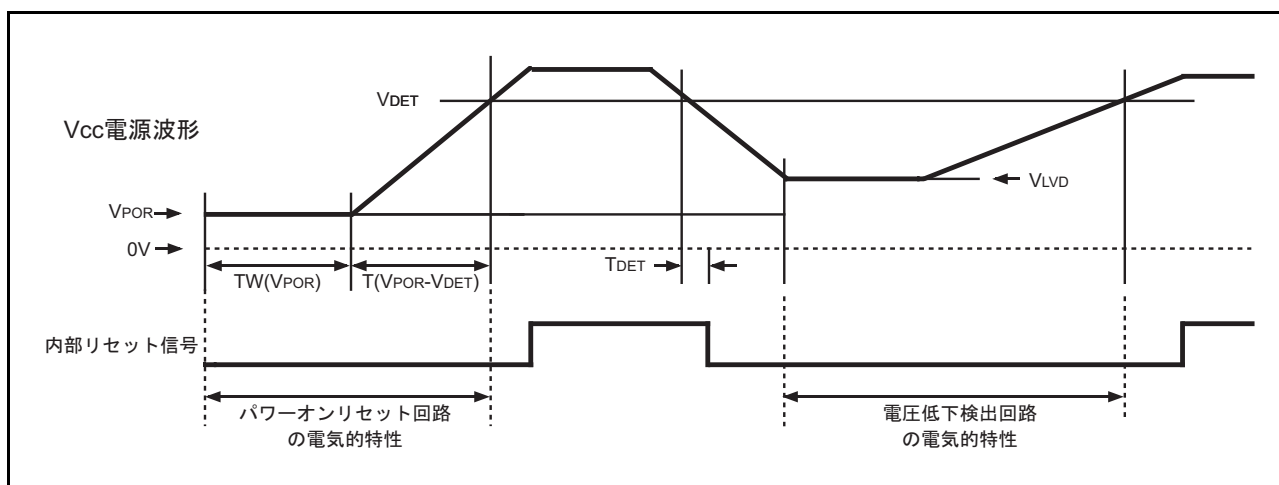 VDET
Vcc電源波形
VLVD
VPOR
0V
TDET
TW(VPOR)
T(VPOR-VDET)
内部リセット信号
パワーオンリセット回路
の電気的特性
電圧低下検出回路
の電気的特性